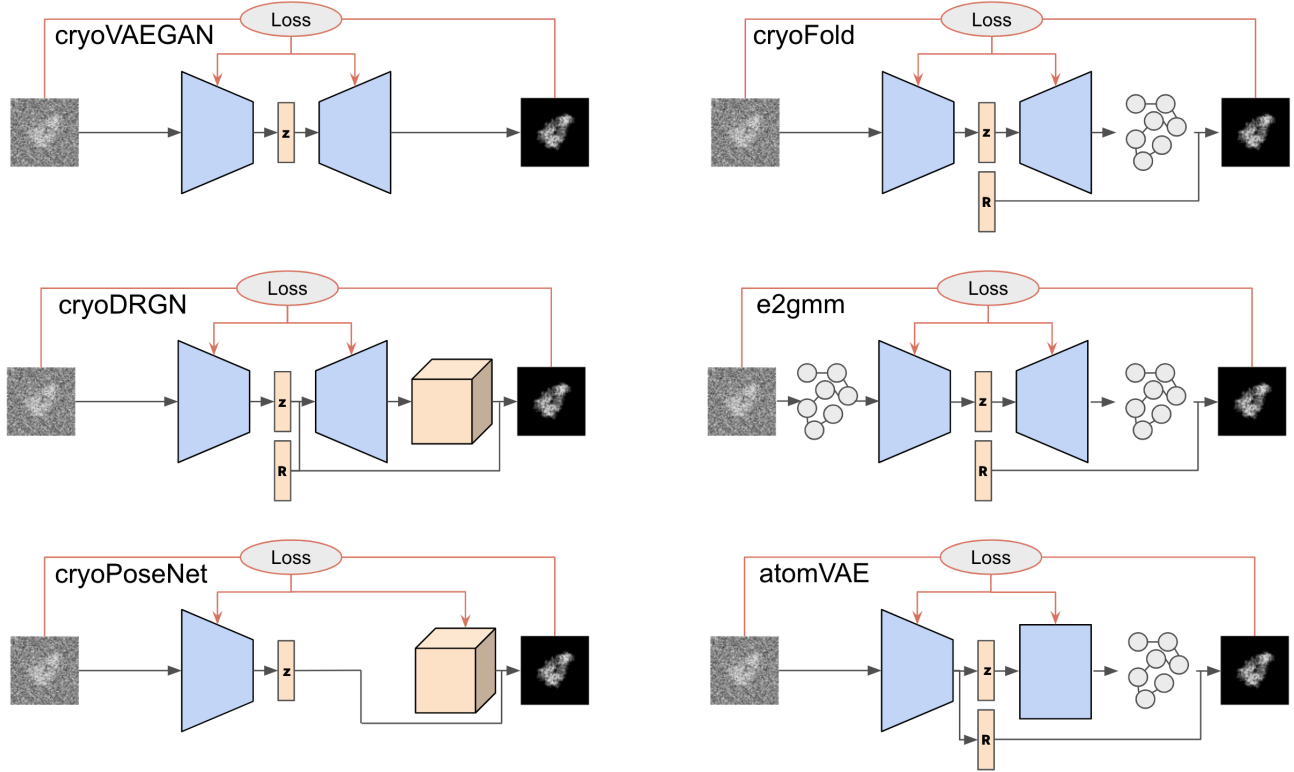 Loss
cryoVAEGAN
z
Loss
cryoFold
z
R
Loss
cryoDRGN
z
R
Loss
e2gmm
z
R
Loss
cryoPoseNet
z
Loss
atomVAE
z
R